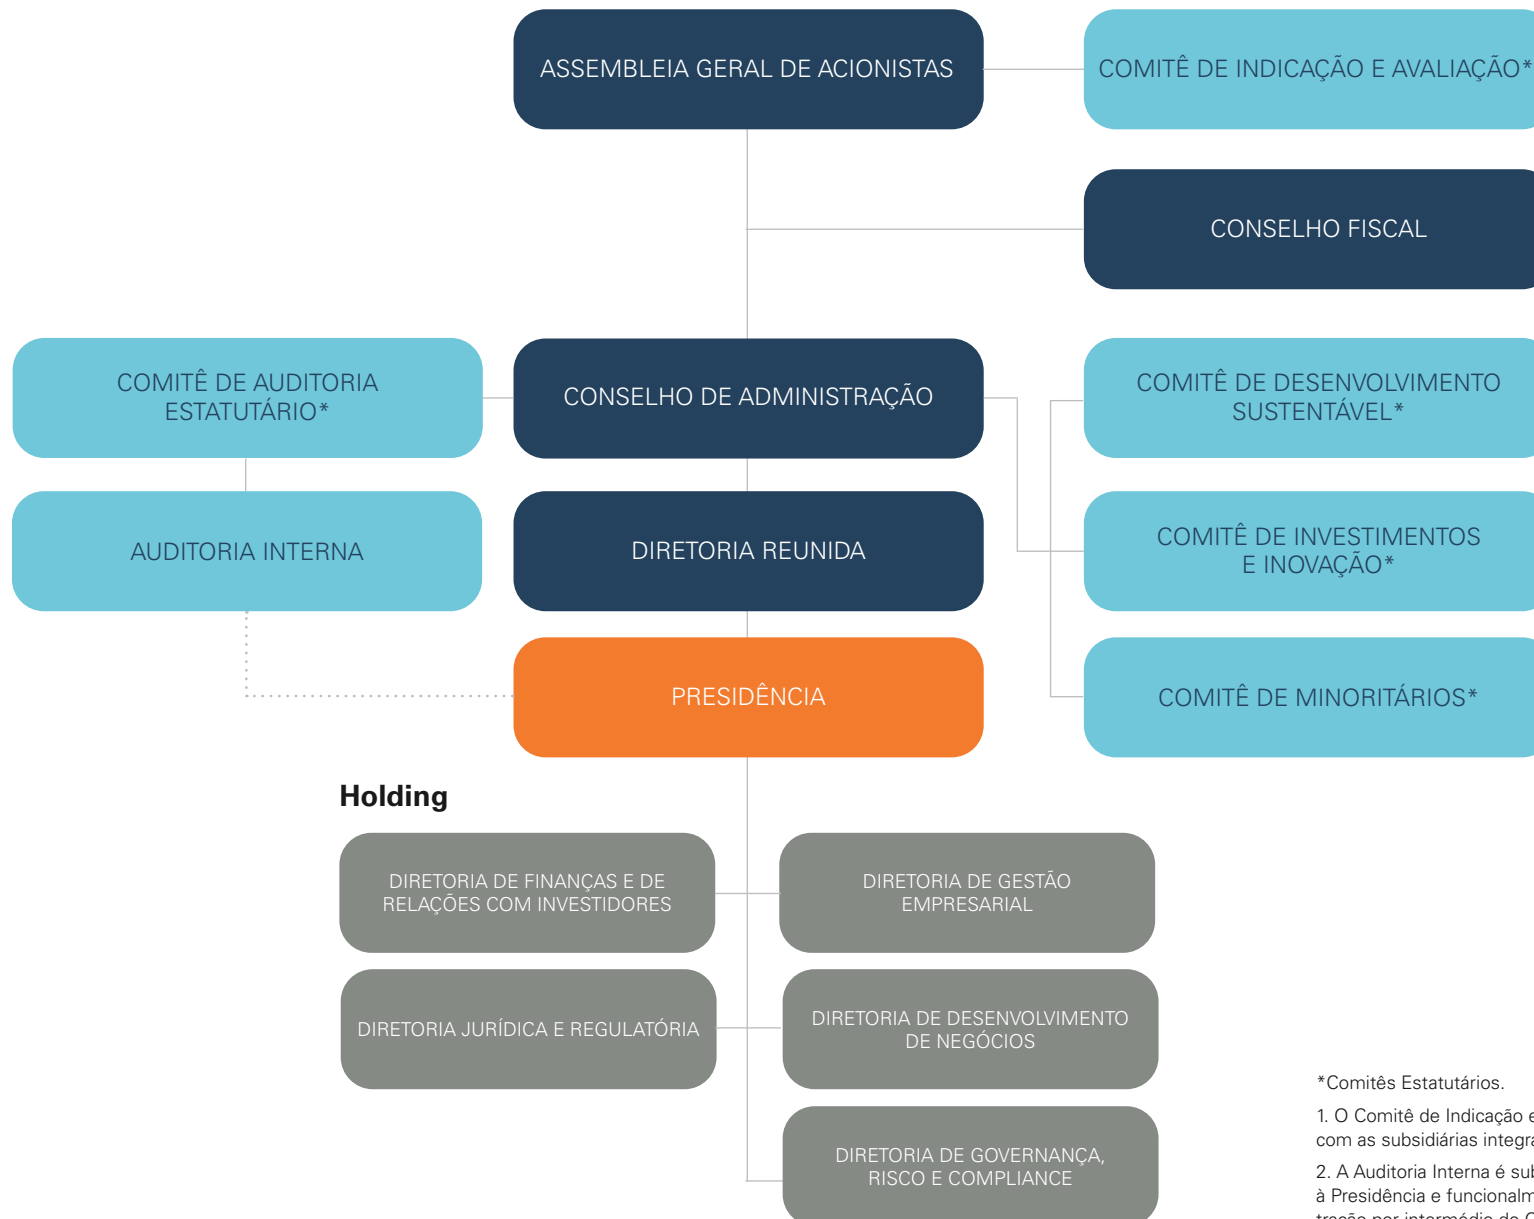 ASSEMBLEIA GERAL DE ACIONISTAS
COMITÊ DE INDICAÇÃO E AVALIAÇÃO*
CONSELHO FISCAL
COMITÊ DE AUDITORIA
ESTATUTÁRIO*
CONSELHO DE ADMINISTRAÇÃO
COMITÊ DE DESENVOLVIMENTO
SUSTENTÁVEL*
AUDITORIA INTERNA
DIRETORIA REUNIDA
COMITÊ DE INVESTIMENTOS
E INOVAÇÃO*
PRESIDÊNCIA
COMITÊ DE MINORITÁRIOS*
Holding
DIRETORIA DE FINANÇAS E DE
RELAÇÕES COM INVESTIDORES
DIRETORIA DE GESTÃO
EMPRESARIAL
DIRETORIA JURÍDICA E REGULATÓRIA
DIRETORIA DE DESENVOLVIMENTO
DE NEGÓCIOS
DIRETORIA DE GOVERNANÇA,
RISCO E COMPLIANCE
*Comitês Estatutários.
1. O Comitê de Indicação
com as subsidiárias
2. A Auditoria Interna é
à Presidência e
por intermédio